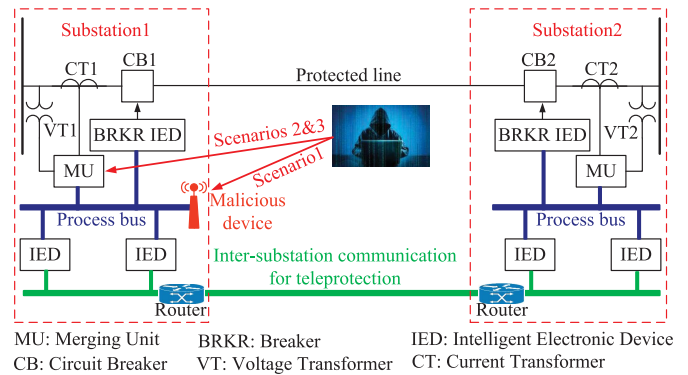 Substation1
Substation2
CT1
CB1
Protected line
CB2
CT2
VT1
BRKR IED
Scenarios 2&3
BRKR IED
VT2
MU
Scenario1
MU
Malicious
device
Process bus
Process bus
IED
IED
Inter-substation communication
for teleprotection
IED
IED
Router
Router
MU: Merging Unit
BRKR: Breaker
IED: Intelligent Electronic Device
CB: Circuit Breaker
VT: Voltage Transformer
CT: Current Transformer